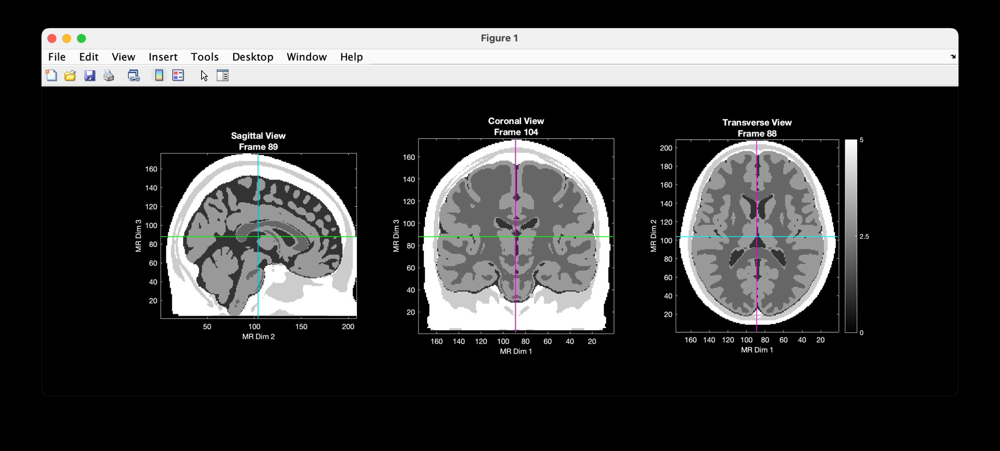 Figure 1
File Edit View Insert Tools Desktop Window Help
Sagittal View
Frame 89
160
140
120
100
80
60
40
20
MR Dim 3
50 100 150 200
MR Dim 2
Coronal View
Frame 104
160
140
120
100
80
60
40
20
MR Dim 3
160 140 120 100 80 60 40 20
MR Dim 1
Transverse View
Frame 88
200
180
160
140
120
100
80
60
40
20
MR Dim 2
160 140 120 100 80 60 40 20
MR Dim 1
5
2.5
0